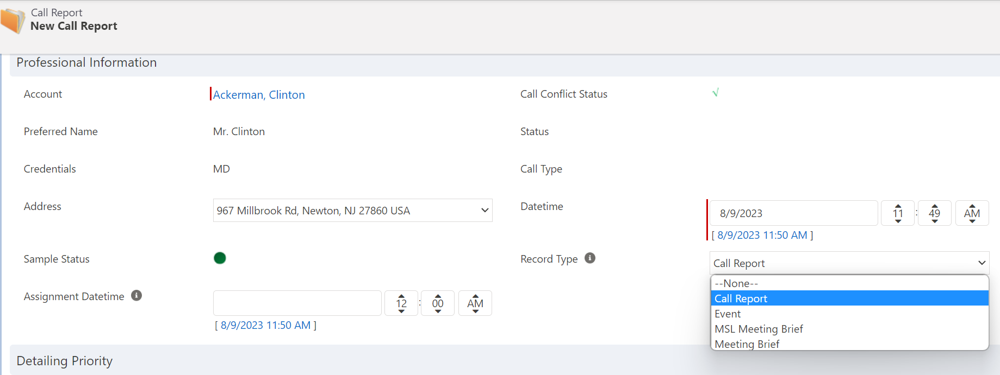 Call Report
New Call Report
Professional Information
Account
Ackerman, Clinton
Call Conflict Status
√
Preferred Name
Mr. Clinton
Status
Credentials
MD
Call Type
Address
967 Millbrook Rd, Newton, NJ 27860 USA
Datetime
8/9/2023 11 : 49 AM
[ 8/9/2023 11:50 AM ]
Sample Status
Record Type
Call Report
--None--
Call Report
Event
MSL Meeting Brief
Meeting Brief
Assignment Datetime
12 : 00 AM
[ 8/9/2023 11:50 AM ]
Detailing Priority